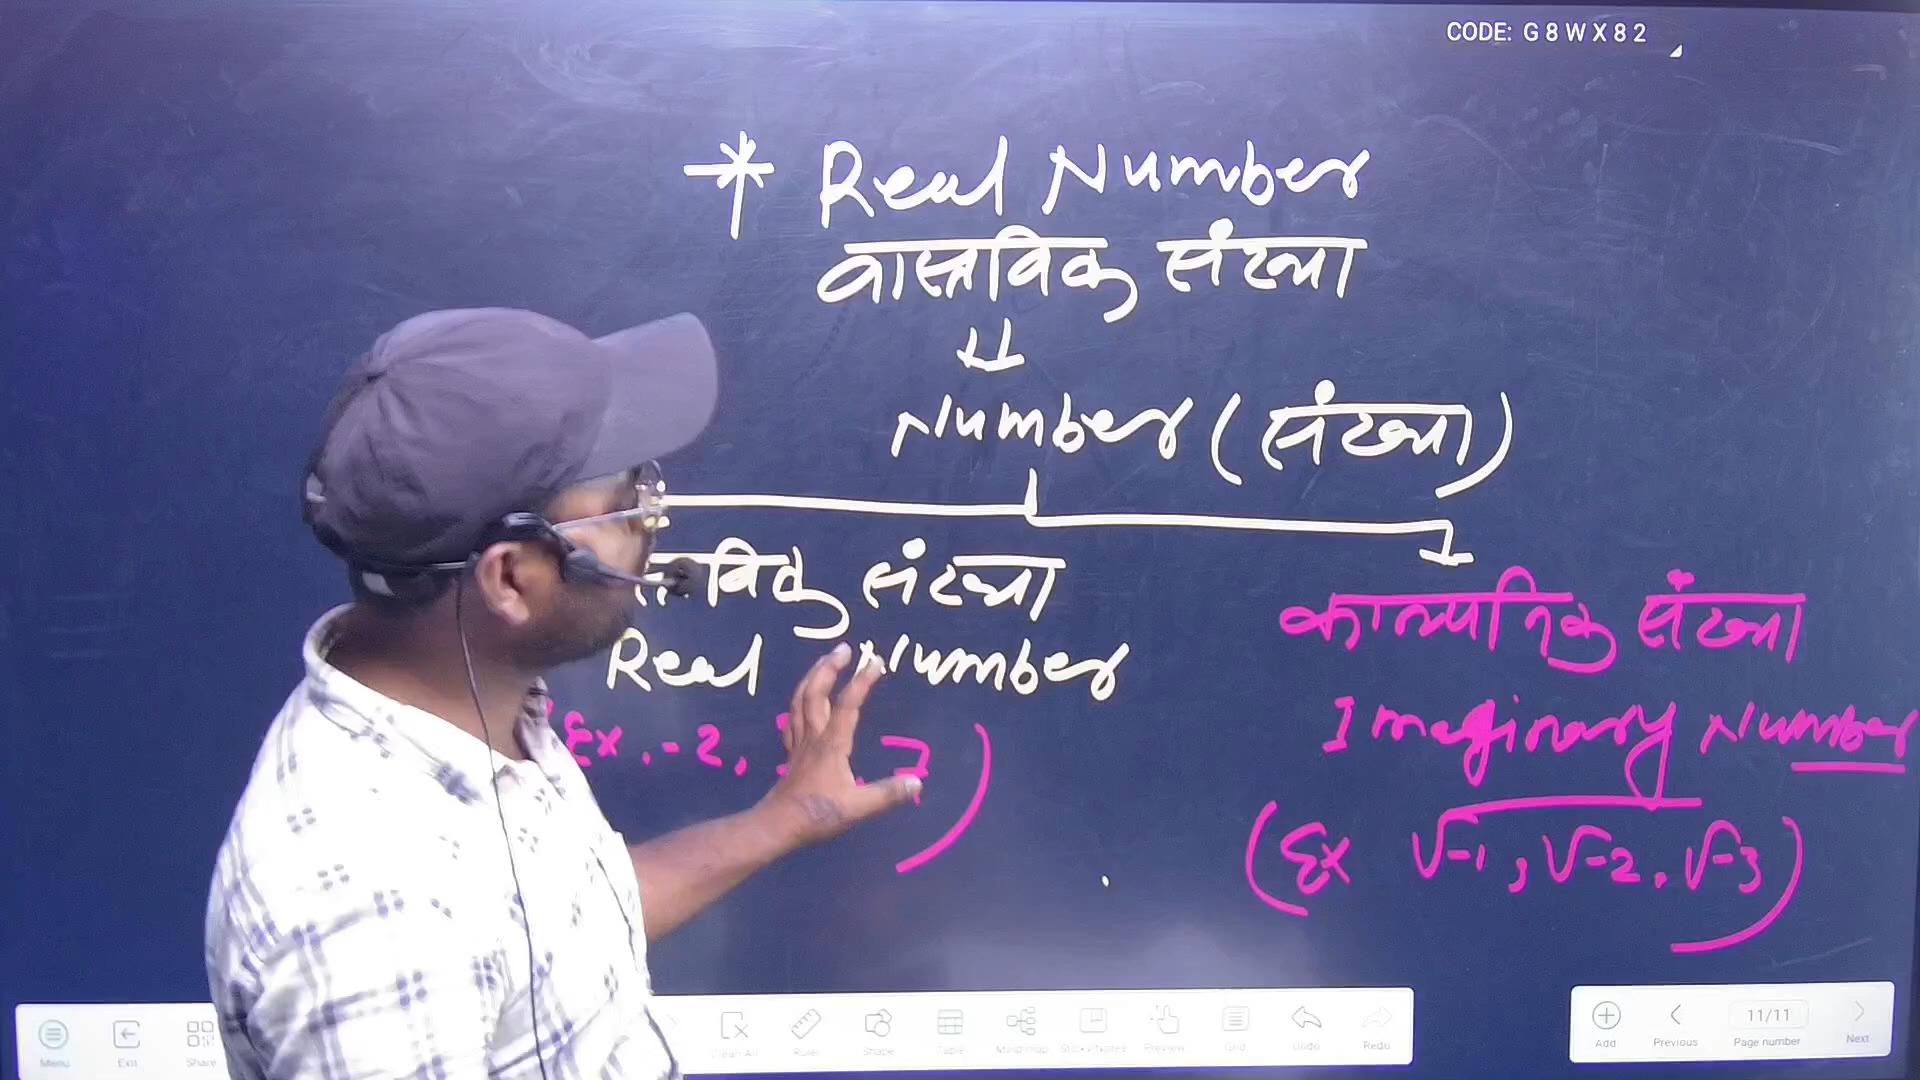 CODE: G8WX82
* Real Number
वास्तविक संख्या
Number (संख्या)
संख्या
काल्पनिक संख्या
Real Number
Imaginary Number
Ex, -2, , 7)
(Ex √-1, √-2, √-3)
Menu Exit Share Clean All Ruler Shape Table Mind map Sticky Notes Preview Grid Undo Redo
Add Previous 11/11 Page number Next